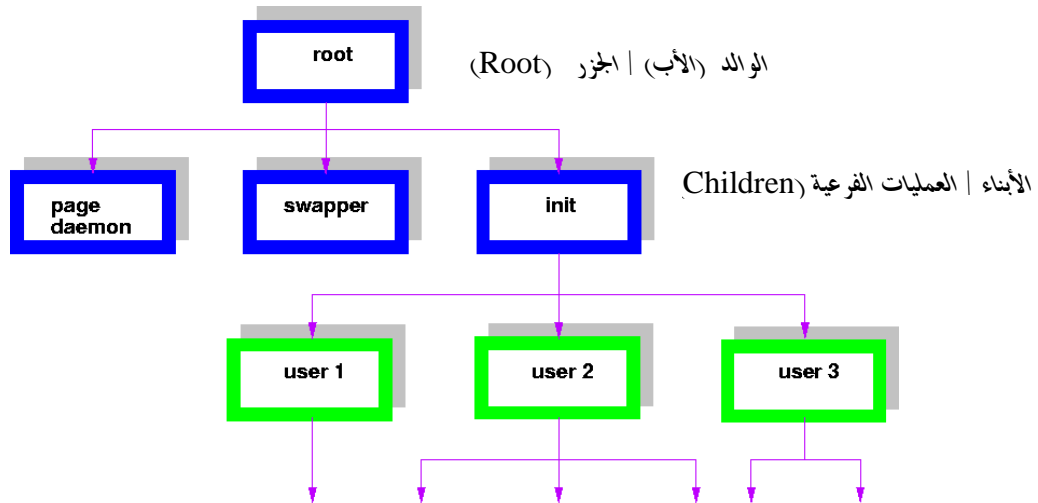 root
الوالد (الأب) | الجزر (Root)
page
daemon
swapper
init
الأبناء | العمليات الفرعية (Children
user 1
user 2
user 3